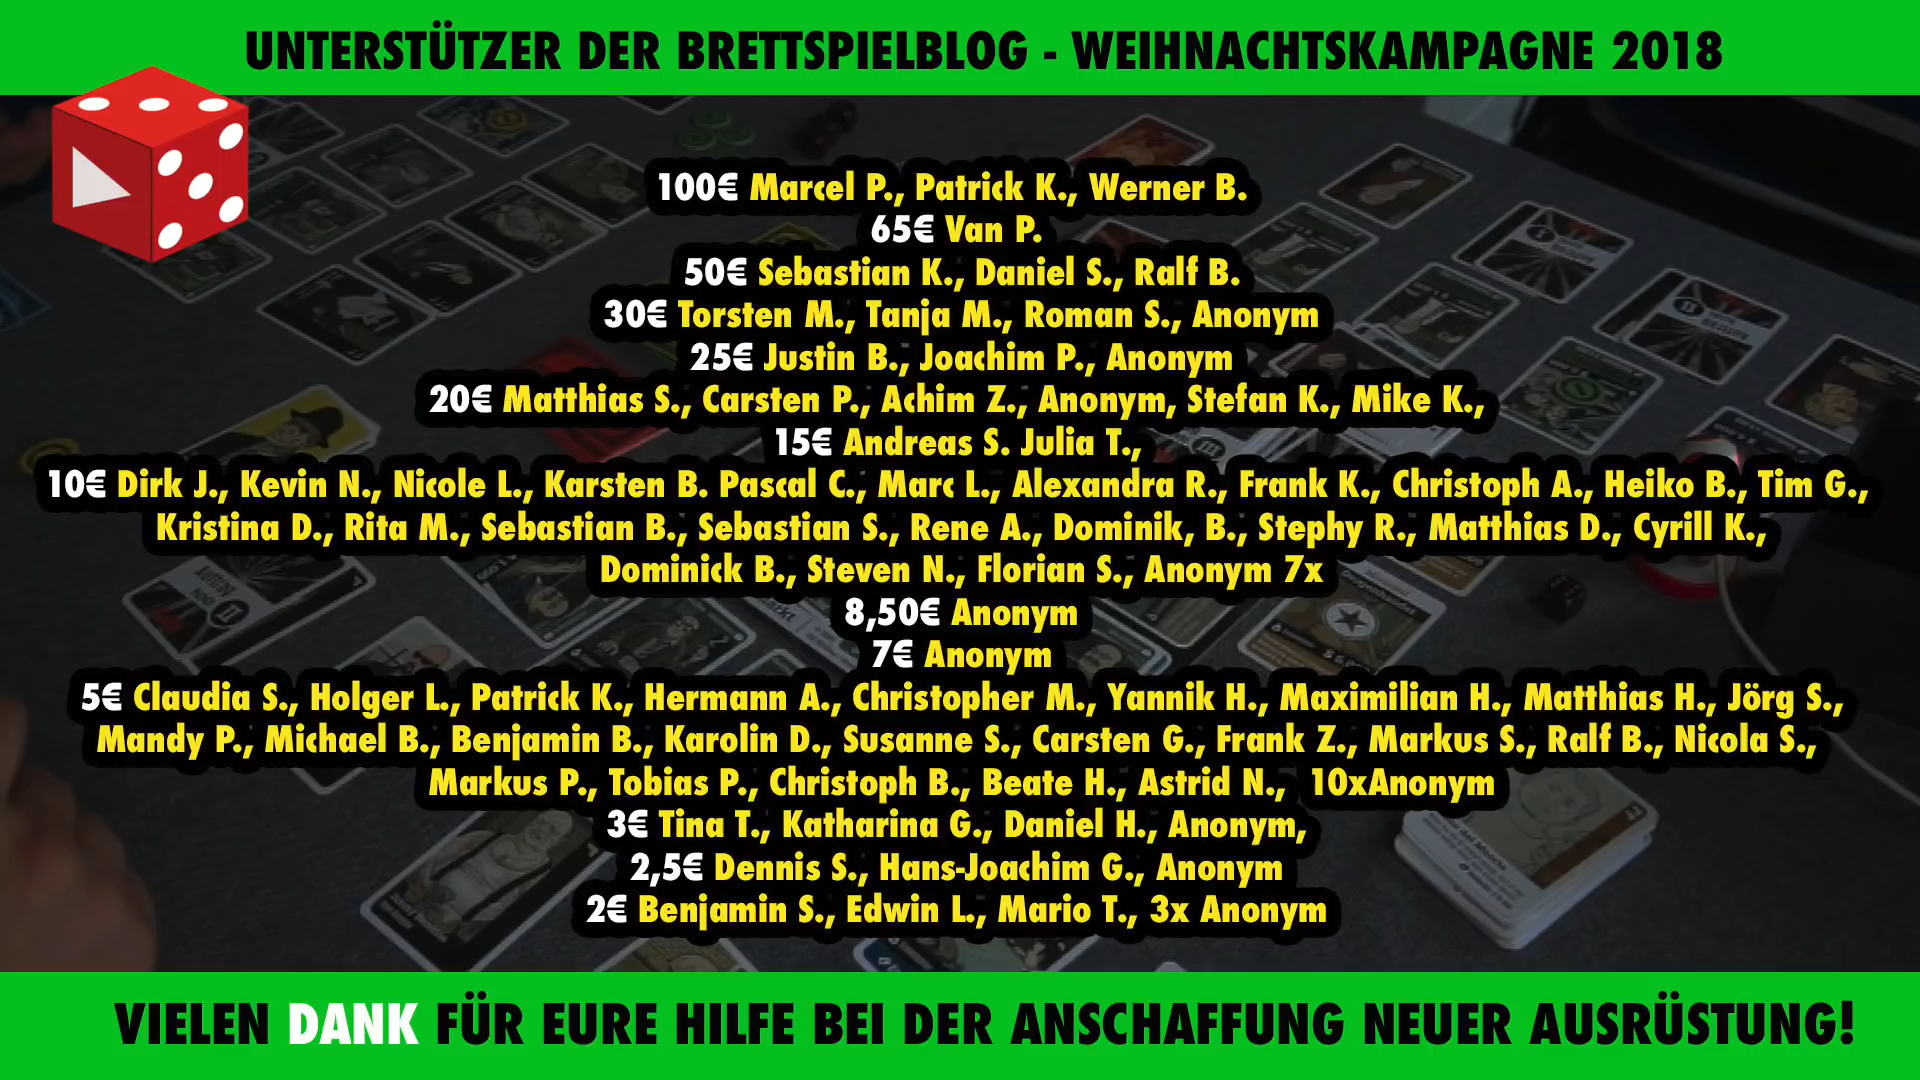 UNTERSTÜTZER DER BRETTSPIELBLOG - WEIHNACHTSKAMPAGNE 2018
100€ Marcel P., Patrick K., Werner B.
65€ Van P.
50€ Sebastian K., Daniel S., Ralf B.
30€ Torsten M., Tanja M., Roman S., Anonym
25€ Justin B., Joachim P., Anonym
20€ Matthias S., Carsten P., Achim Z., Anonym, Stefan K., Mike K.,
15€ Andreas S. Julia T.,
10€ Dirk J., Kevin N., Nicole L., Karsten B. Pascal C., Marc L., Alexandra R., Frank K., Christoph A., Heiko B., Tim G.,
Kristina D., Rita M., Sebastian B., Sebastian S., Rene A., Dominik, B., Stephy R., Matthias D., Cyrill K.,
Dominick B., Steven N., Florian S., Anonym 7x
8,50€ Anonym
7€ Anonym
5€ Claudia S., Holger L., Patrick K., Hermann A., Christopher M., Yannik H., Maximilian H., Matthias H., Jörg S.,
Mandy P., Michael B., Benjamin B., Karolin D., Susanne S., Carsten G., Frank Z., Markus S., Ralf B., Nicola S.,
Markus P., Tobias P., Christoph B., Beate H., Astrid N., 10xAnonym
3€ Tina T., Katharina G., Daniel H., Anonym,
2,5€ Dennis S., Hans-Joachim G., Anonym
2€ Benjamin S., Edwin L., Mario T., 3x Anonym
VIELEN DANK FÜR EURE HILFE BEI DER ANSCHAFFUNG NEUER AUSRÜSTUNG!